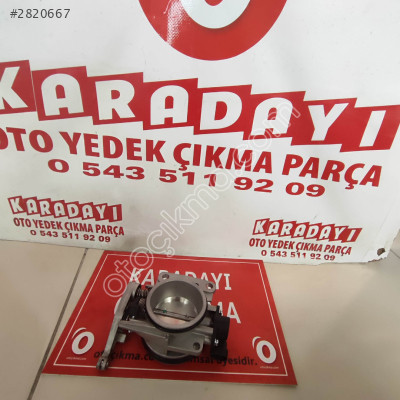 #2820667
KARADAYI
OTO YEDEK ÇIKMA PARÇA
0 543 511 92 09
KARADAYI
OTO YEDEK ÇIKMA PARÇA
0 543 511 92 09
KARADAYI
OTO YEDEK ÇIKMA PARÇA
0 543 511 92 09
otoçıkma.com
KARADAYI